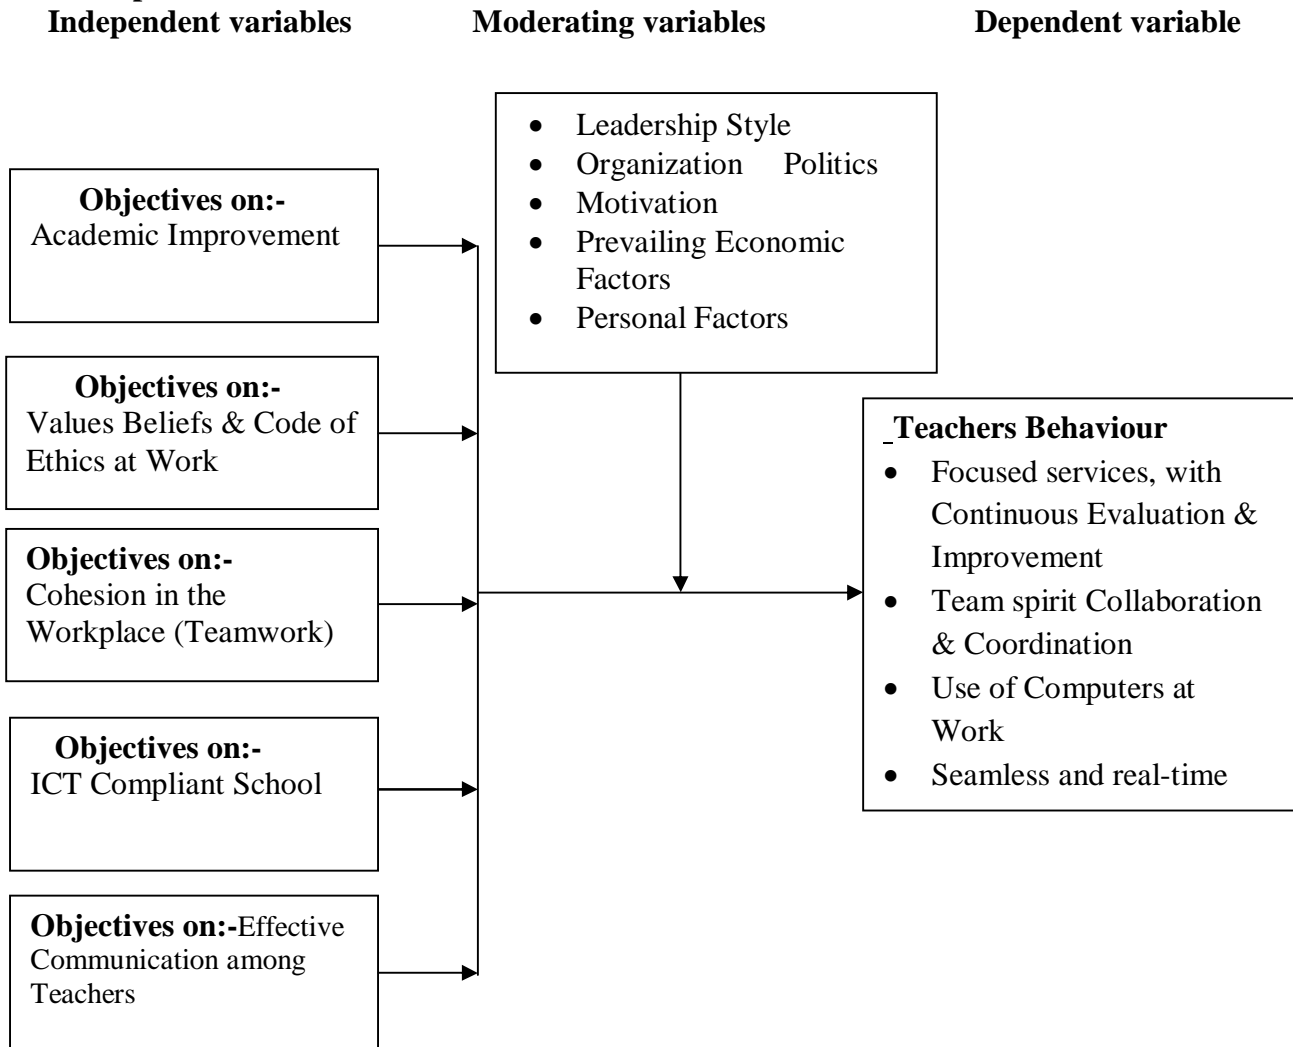 Independent variables
Moderating variables
Dependent variable
• Leadership Style
• Organization Politics
• Motivation
• Prevailing Economic
Factors
• Personal Factors
Objectives on:-
Academic Improvement
Objectives on:-
Values Beliefs & Code of
Ethics at Work
Objectives on:-
Cohesion in the
Workplace (Teamwork)
Objectives on:-
ICT Compliant School
Objectives on:-Effective
Communication among
Teachers
Teachers Behaviour
• Focused services, with
Continuous Evaluation &
Improvement
• Team spirit Collaboration
& Coordination
• Use of Computers at
Work
• Seamless and real-time